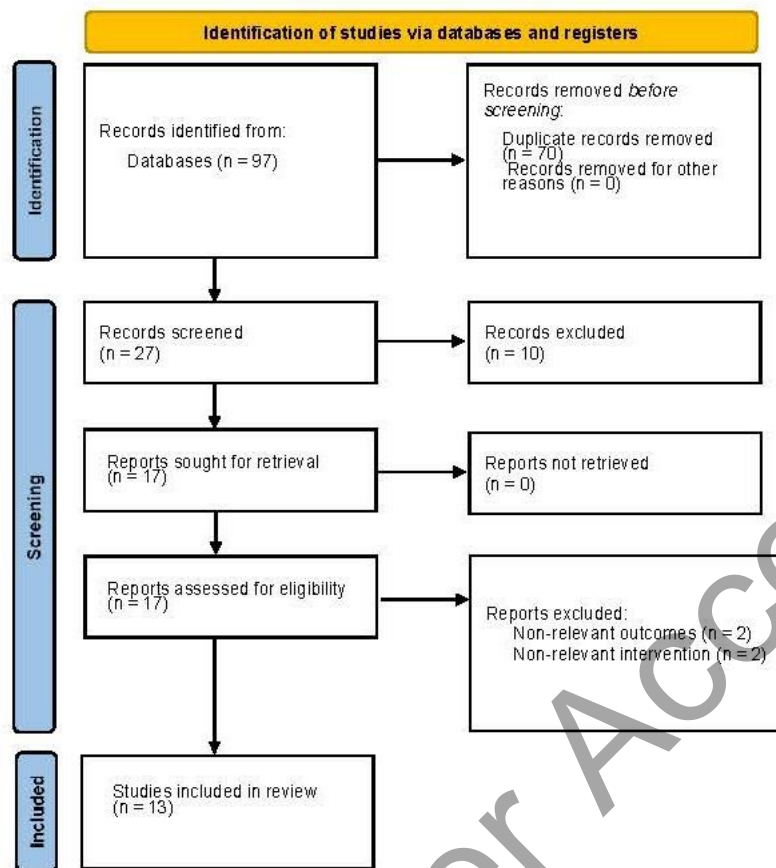 Identification of studies via databases and registers
Identification
Records identified from:
Databases (n = 97)
Records removed before
screening:
Duplicate records removed
(n = 70)
Records removed for other
reasons (n = 0)
Screening
Records screened
(n = 27)
Records excluded
(n = 10)
Reports sought for retrieval
(n = 17)
Reports not retrieved
(n = 0)
Reports assessed for eligibility
(n = 17)
Reports excluded:
Non-relevant outcomes (n = 2)
Non-relevant intervention (n = 2)
Included
Studies included in review
(n = 13)
er Acce